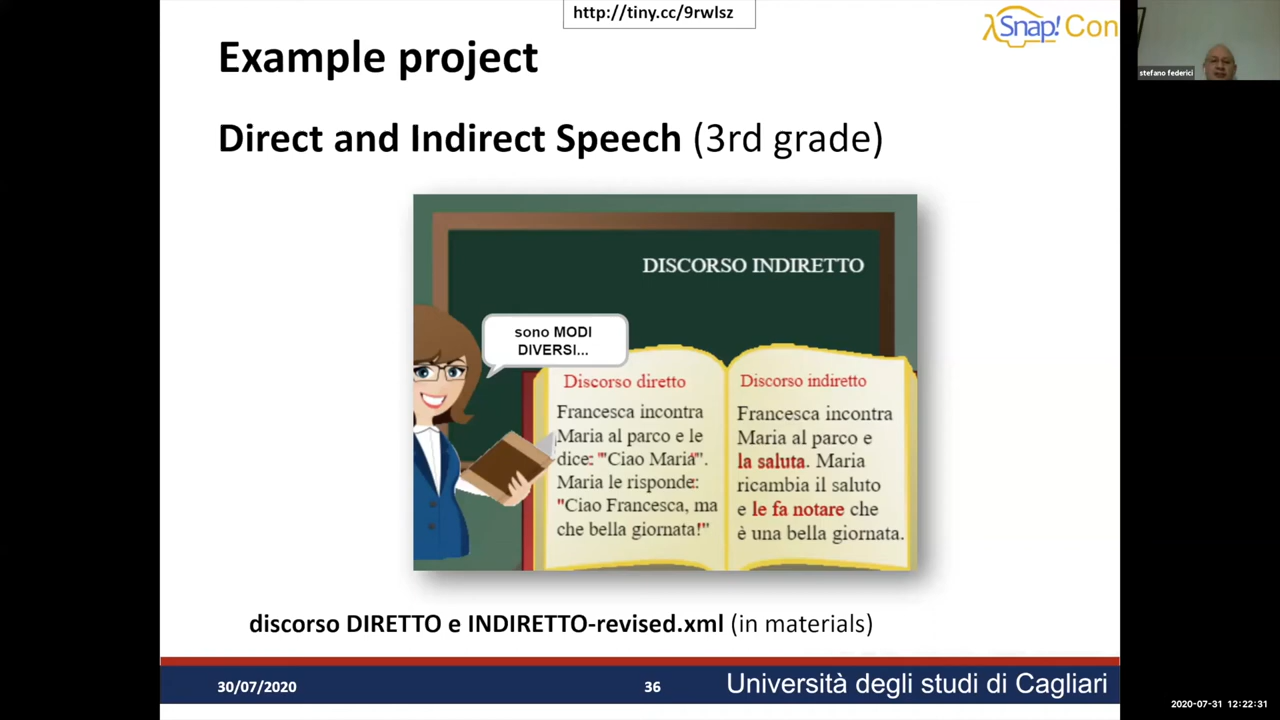 http://tiny.cc/9rwlsz
λSnap! Con
stefano federici
Example project
Direct and Indirect Speech (3rd grade)
DISCORSO INDIRETTO
sono MODI
DIVERSI...
Discorso diretto
Francesca incontra
Maria al parco e le
dice: "Ciao Maria".
Maria le risponde:
"Ciao Francesca, ma
che bella giornata!"
Discorso indiretto
Francesca incontra
Maria al parco e
la saluta. Maria
ricambia il saluto
e le fa notare che
è una bella giornata.
discorso DIRETTO e INDIRETTO-revised.xml (in materials)
30/07/2020
36
Università degli studi di Cagliari
2020-07-31 12:22:31